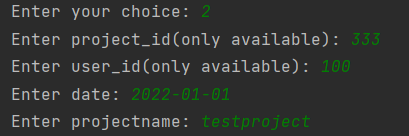 Enter your choice: 2
Enter project_id(only available): 333
Enter user_id(only available): 100
Enter date: 2022-01-01
Enter projectname: testproject